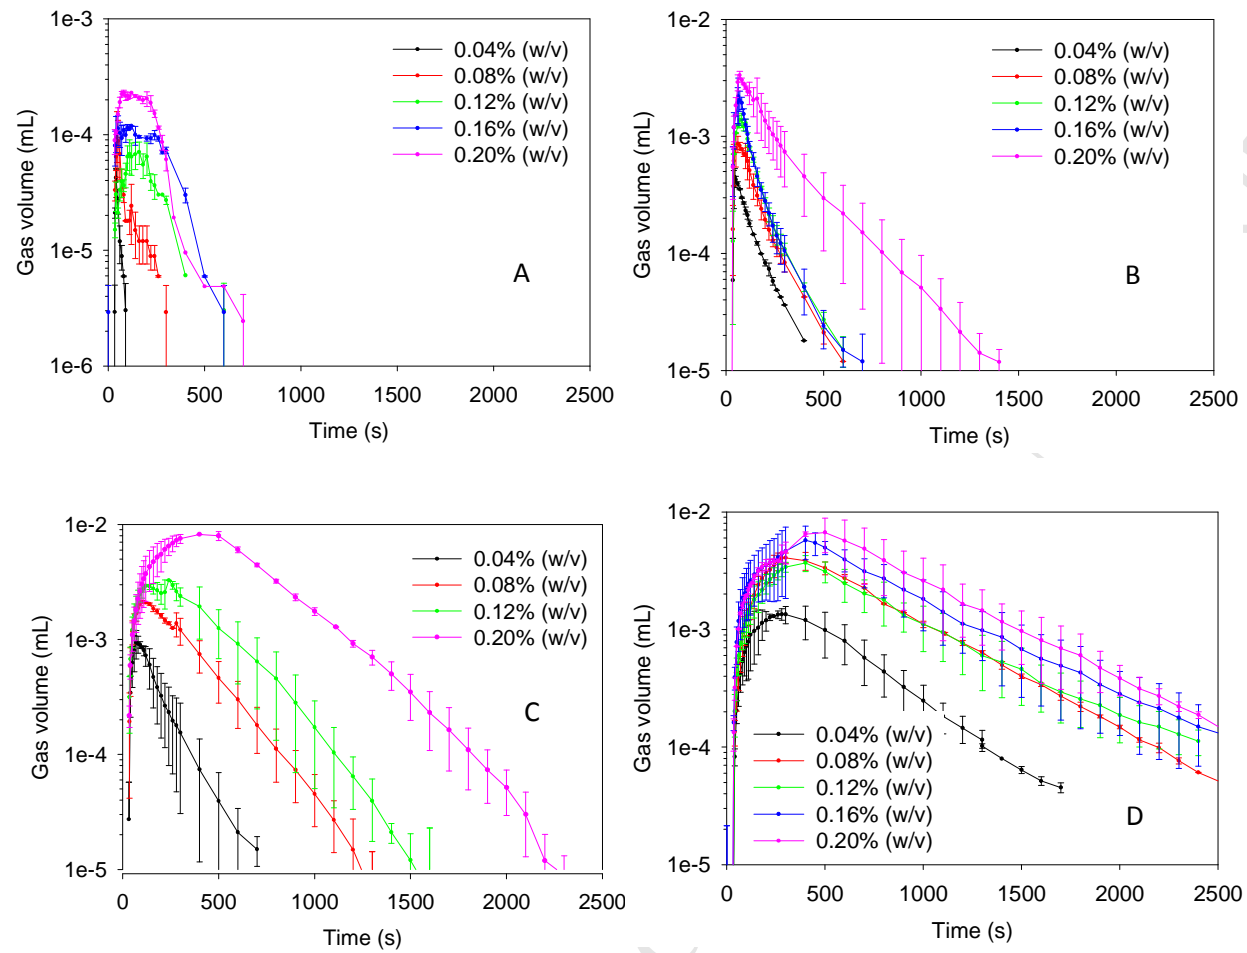 1e-3
1e-4
1e-5
1e-6
Gas volume (mL)
0.04% (w/v)
0.08% (w/v)
0.12% (w/v)
0.16% (w/v)
0.20% (w/v)
A
0 500 1000 1500 2000 2500
Time (s)
1e-2
1e-3
1e-4
1e-5
Gas volume (mL)
0.04% (w/v)
0.08% (w/v)
0.12% (w/v)
0.16% (w/v)
0.20% (w/v)
B
0 500 1000 1500 2000 2500
Time (s)
1e-2
1e-3
1e-4
1e-5
Gas volume (mL)
0.04% (w/v)
0.08% (w/v)
0.12% (w/v)
0.20% (w/v)
C
0 500 1000 1500 2000 2500
Time (s)
1e-2
1e-3
1e-4
1e-5
Gas volume (mL)
0.04% (w/v)
0.08% (w/v)
0.12% (w/v)
0.16% (w/v)
0.20% (w/v)
D
0 500 1000 1500 2000 2500
Time (s)